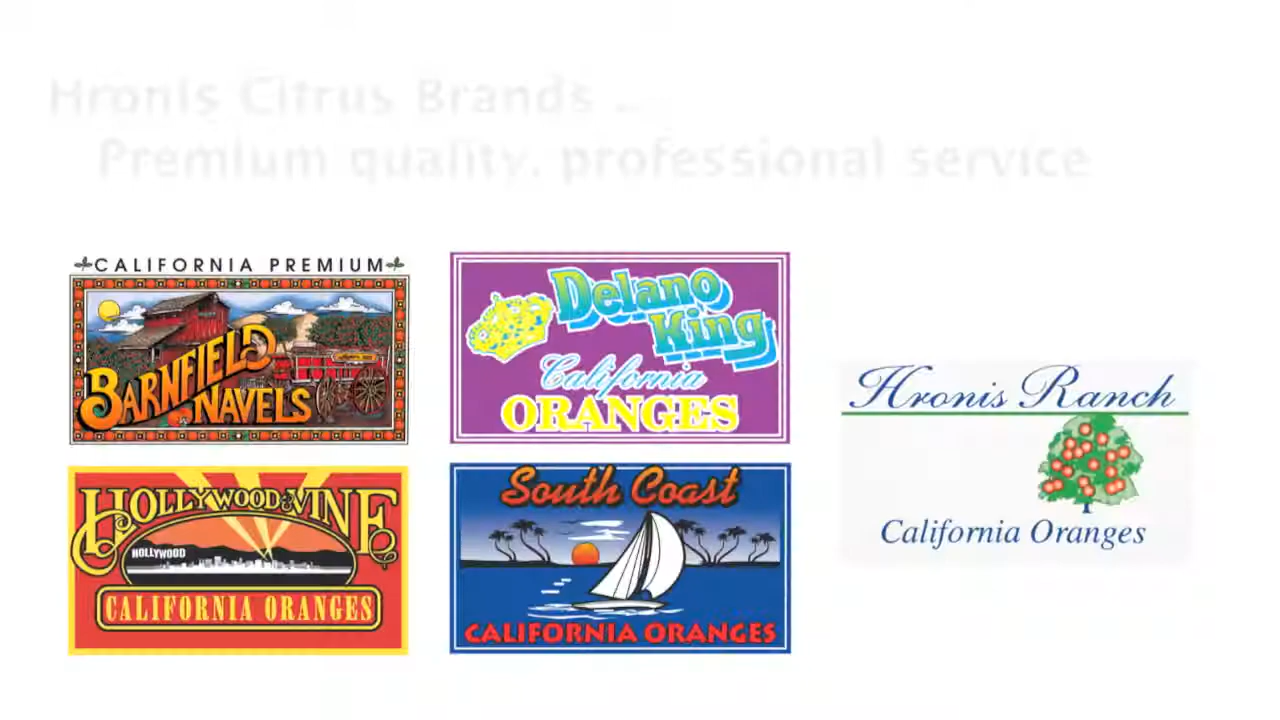 Hronis Citrus Brands –
Premium quality, professional service
CALIFORNIA PREMIUM
BARNFIELD
NAVELS
Delano
King
California
ORANGES
HOLLYWOOD & VINE
HOLLYWOOD
CALIFORNIA ORANGES
South Coast
CALIFORNIA ORANGES
Hronis Ranch
California Oranges